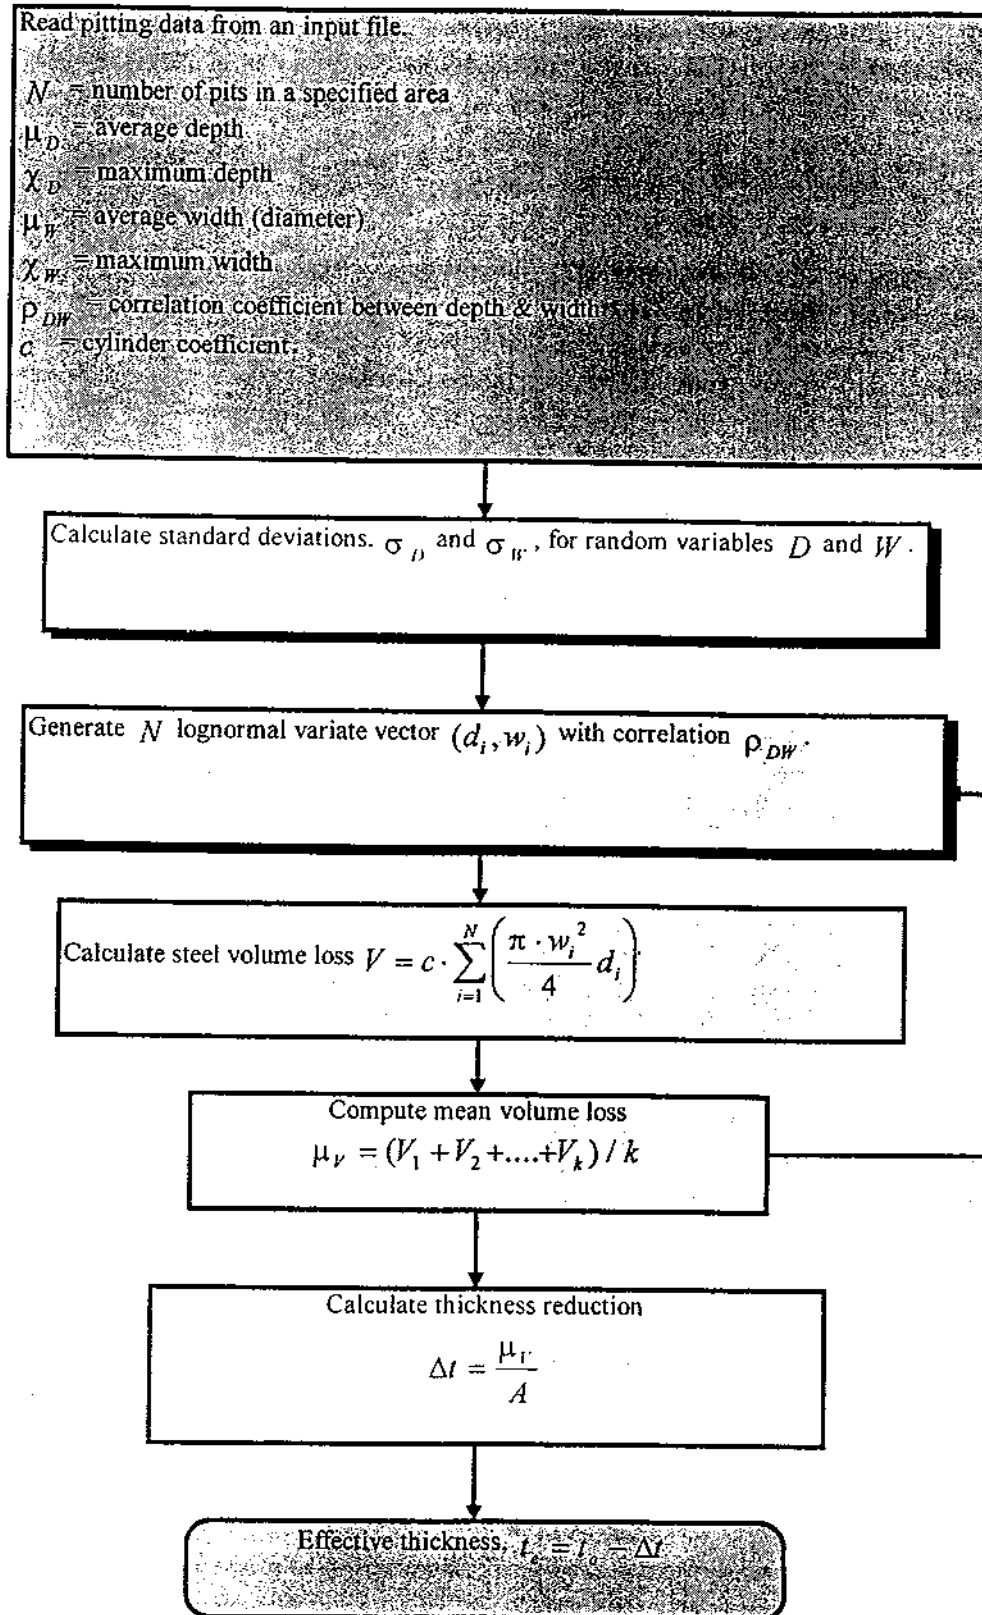 Read pitting data from an input file.
N = number of pits in a specified area
μ_D = average depth
χ_D = maximum depth
μ_W = average width (diameter)
χ_W = maximum width
ρ_DW = correlation coefficient between depth & width
c = cylinder coefficient.
Calculate standard deviations. σ_D and σ_W, for random variables D and W.
Generate N lognormal variate vector (d_i, w_i) with correlation ρ_DW.
Calculate steel volume loss V = c · ∑_{i=1}^{N} (π · w_i² / 4 d_i).
Compute mean volume loss
μ_V = (V_1 + V_2 +....+V_k) / k
Calculate thickness reduction
Δt = μ_V / A
Effective thickness, t_e = t_o − Δt